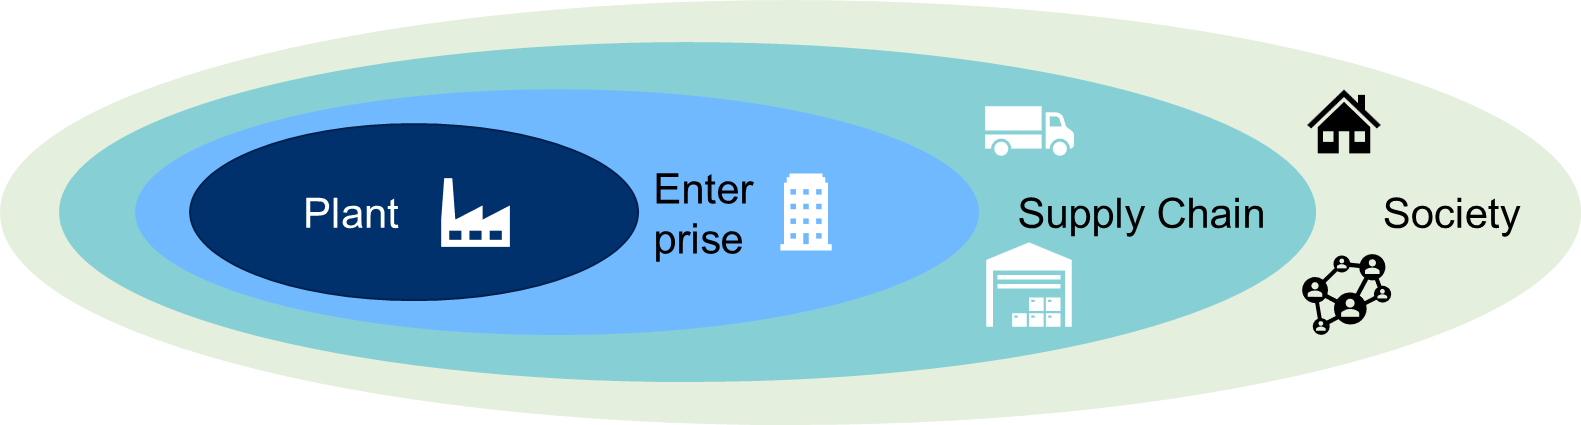 Plant
Enter
prise
Supply Chain
Society